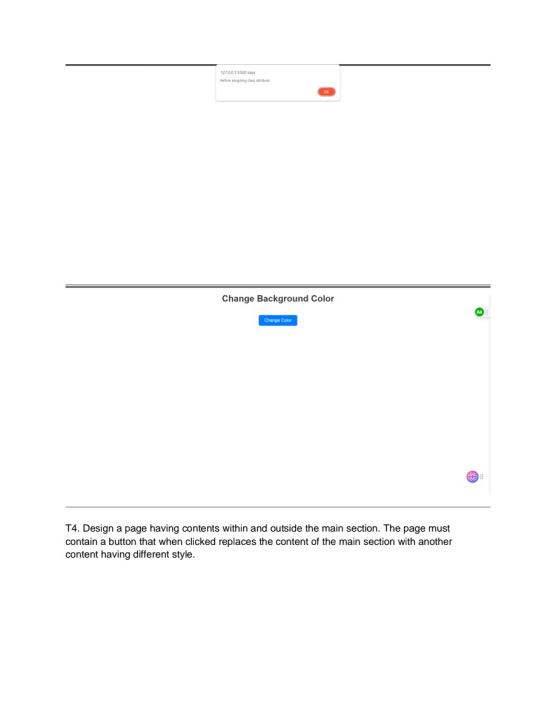 127.0.0.1:5500 says
Before assigning class attribute
OK
Change Background Color
Change Color
T4. Design a page having contents within and outside the main section. The page must
contain a button that when clicked replaces the content of the main section with another
content having different style.